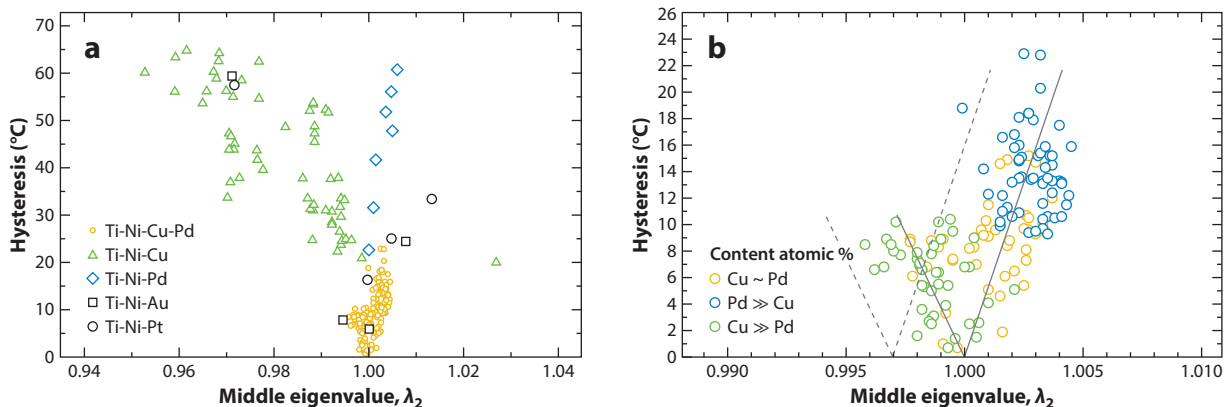 a
70
60
50
40
30
20
10
0
Hysteresis (°C)
Ti-Ni-Cu-Pd
Ti-Ni-Cu
Ti-Ni-Pd
Ti-Ni-Au
Ti-Ni-Pt
0.94
0.96
0.98
1.00
1.02
1.04
Middle eigenvalue, λ2
b
26
24
22
20
18
16
14
12
10
8
6
4
2
0
Hysteresis (°C)
Content atomic %
Cu ~ Pd
Pd ≫ Cu
Cu ≫ Pd
0.990
0.995
1.000
1.005
1.010
Middle eigenvalue, λ2